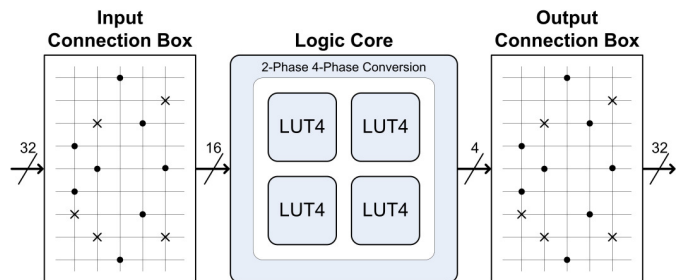 Input
Connection Box
Logic Core
Output
Connection Box
2-Phase 4-Phase Conversion
LUT4 LUT4
32 16 4 32
LUT4 LUT4